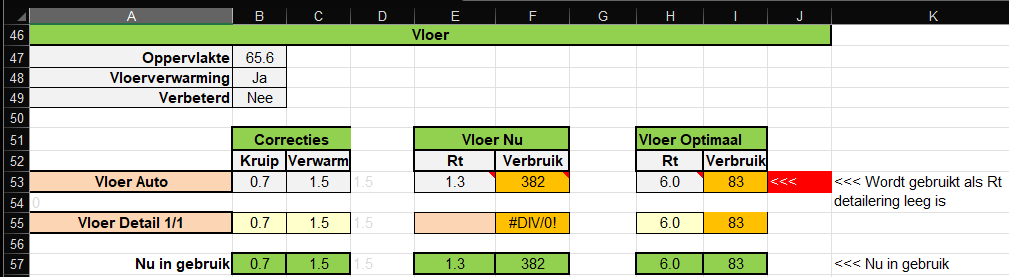 A B C D E F G H I J K
46 Vloer
47 Oppervlakte 65.6
48 Vloerverwarming Ja
49 Verbeterd Nee
50
51 Correcties Vloer Nu Vloer Optimaal
52 Kruip Verwarm Rt Verbruik Rt Verbruik
53 Vloer Auto 0.7 1.5 1.5 1.3 382 6.0 83 <<< <<< Wordt gebruikt als Rt
54 0 detailering leeg is
55 Vloer Detail 1/1 0.7 1.5 1.5 #DIV/0! 6.0 83
56
57 Nu in gebruik 0.7 1.5 1.5 1.3 382 6.0 83 <<< Nu in gebruik